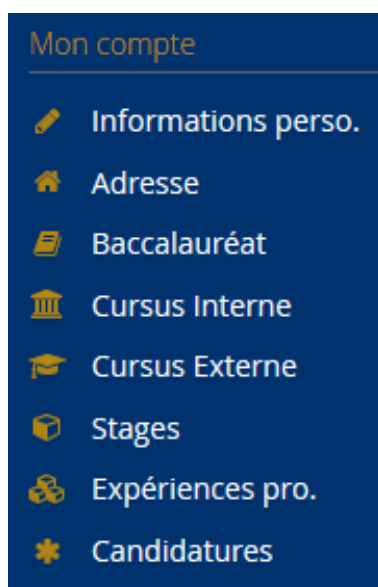 Mon compte
Informations perso.
Adresse
Baccalauréat
Cursus Interne
Cursus Externe
Stages
Expériences pro.
Candidatures